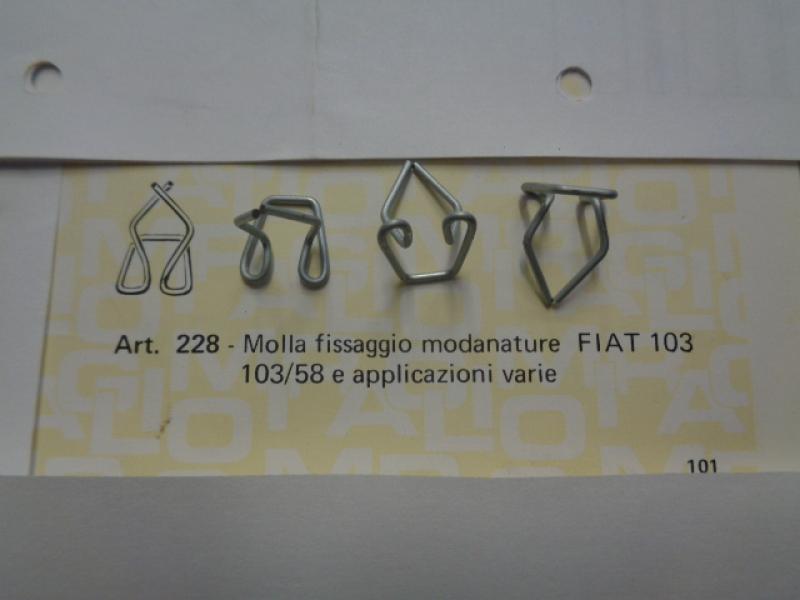 Art. 228 - Molla fissaggio modanature FIAT 103
103/58 e applicazioni varie
101